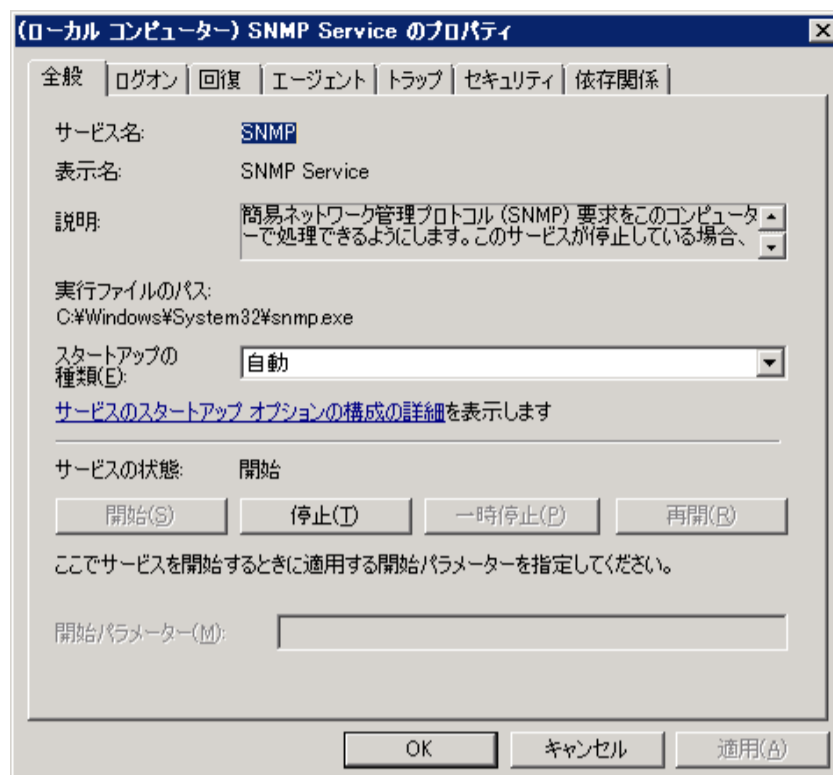 (ローカル コンピューター) SNMP Service のプロパティ
全般 ログオン 回復 エージェント トラップ セキュリティ 依存関係
サービス名: SNMP
表示名: SNMP Service
説明: 簡易ネットワーク管理プロトコル (SNMP) 要求をこのコンピュータ
ーで処理できるようにします。このサービスが停止している場合、
実行ファイルのパス:
C:¥Windows¥System32¥snmp.exe
スタートアップの
種類(E): 自動
サービスのスタートアップ オプションの構成の詳細を表示します
サービスの状態: 開始
開始(S) 停止(T) 一時停止(P) 再開(R)
ここでサービスを開始するときに適用する開始パラメーターを指定してください。
開始パラメーター(M):
OK キャンセル 適用(A)